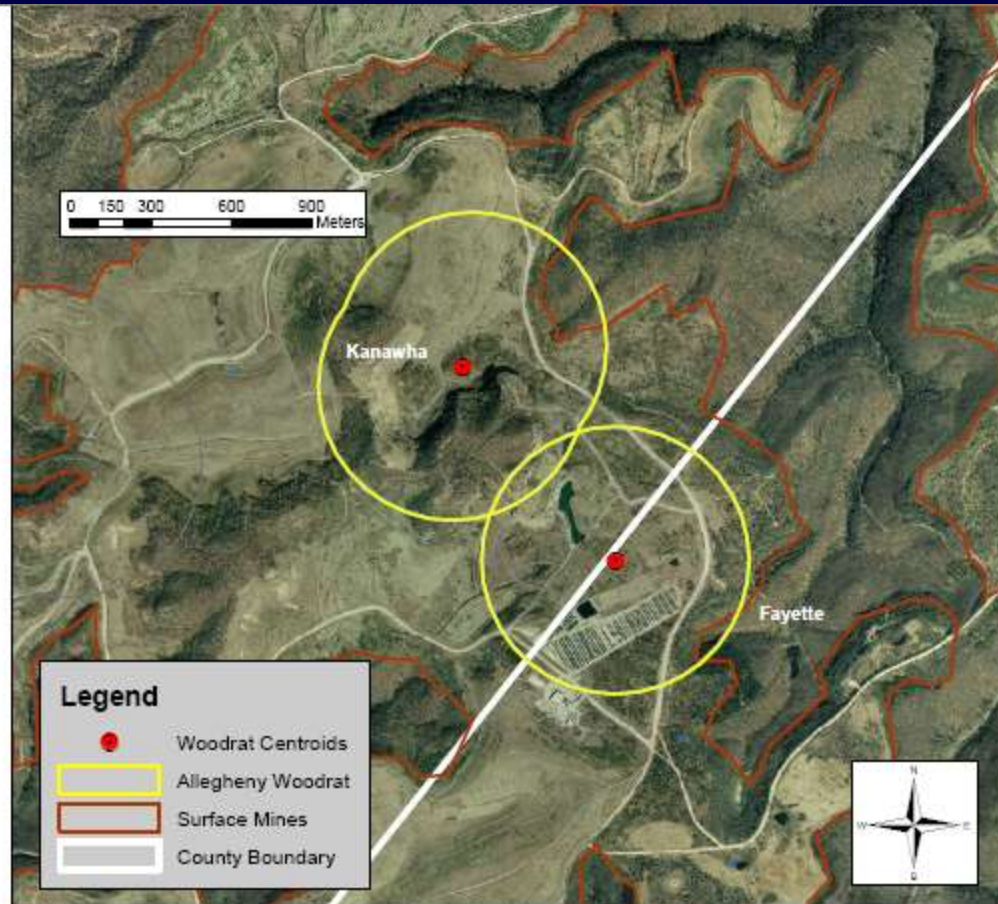 0 150 300 600 900
Meters
Kanawha
Fayette
Legend
Woodrat Centroids
Allegheny Woodrat
Surface Mines
County Boundary
N
W E
S